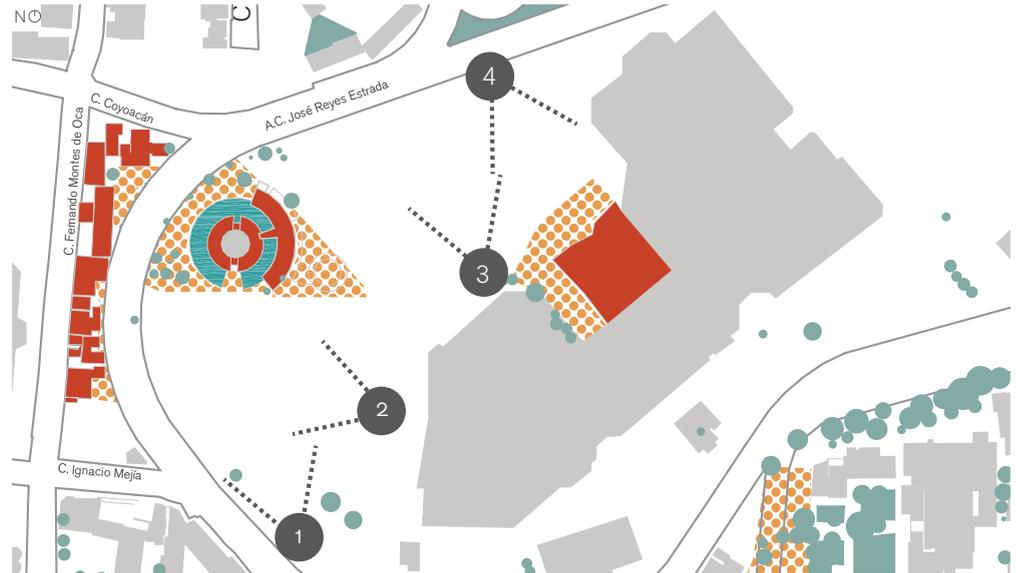 C. Coyoacán
A.C. José Reyes Estrada
C. Fernando Montes de Oca
C. Ignacio Mejía
4
3
2
1